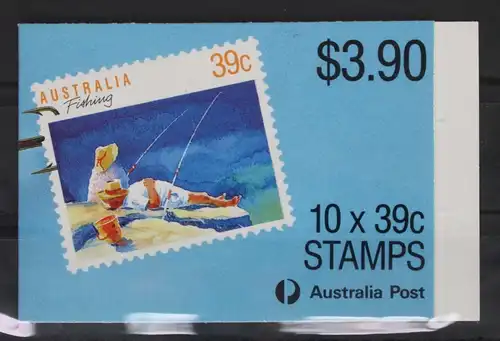 AUSTRALIA 39c
Fishing
$3.90
10 x 39c
STAMPS
Australia Post